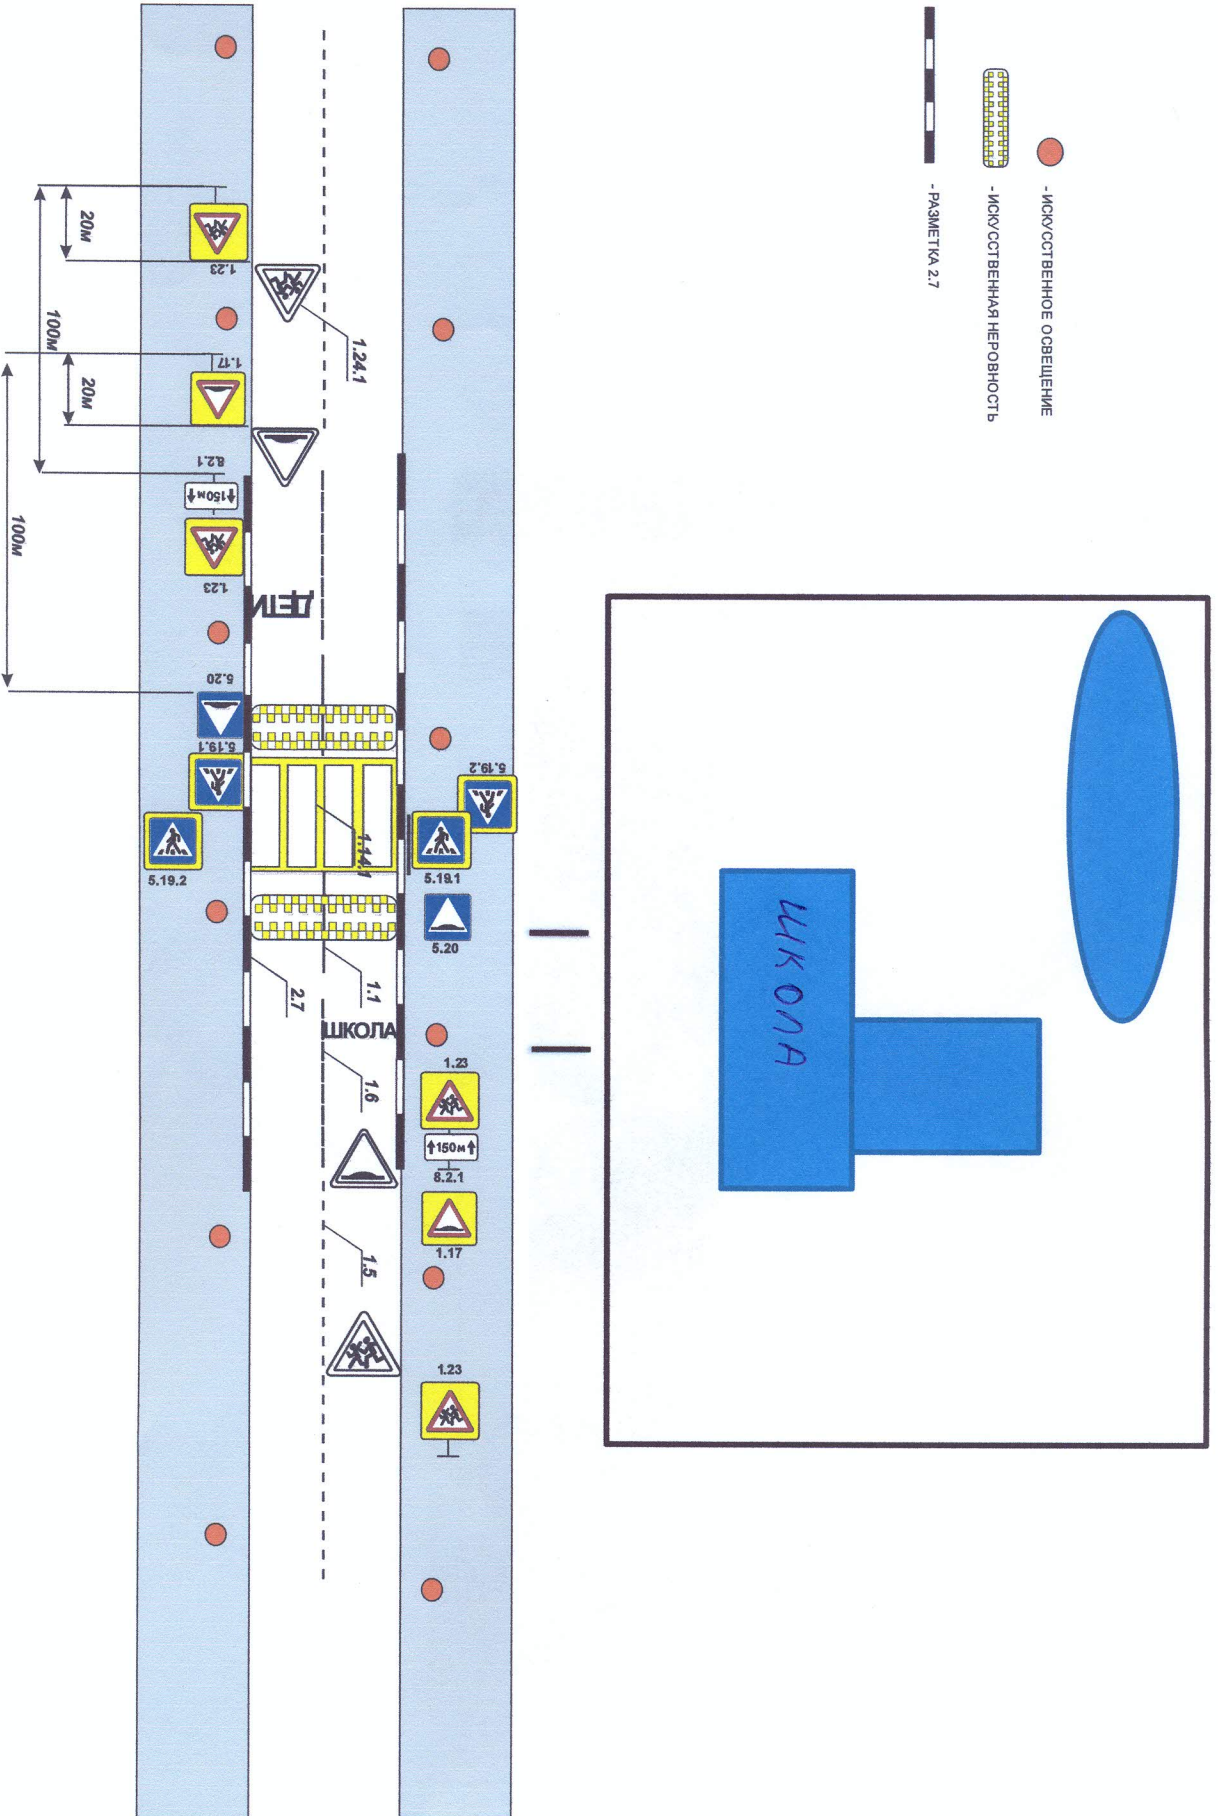 - ИСКУССТВЕННОЕ ОСВЕЩЕНИЕ
- ИСКУССТВЕННАЯ НЕРОВНОСТЬ
- РАЗМЕТКА 2.7
20м
100м
20м
100м
1.23
1.24.1
1.17
8.2.1
150м
1.23
ДЕТИ
5.20
5.19.1
5.19.2
5.19.2
1.14.1
5.19.1
5.20
2.7
1.1
ШКОЛА
1.6
1.23
150м
8.2.1
1.17
1.5
1.23
ШКОЛА